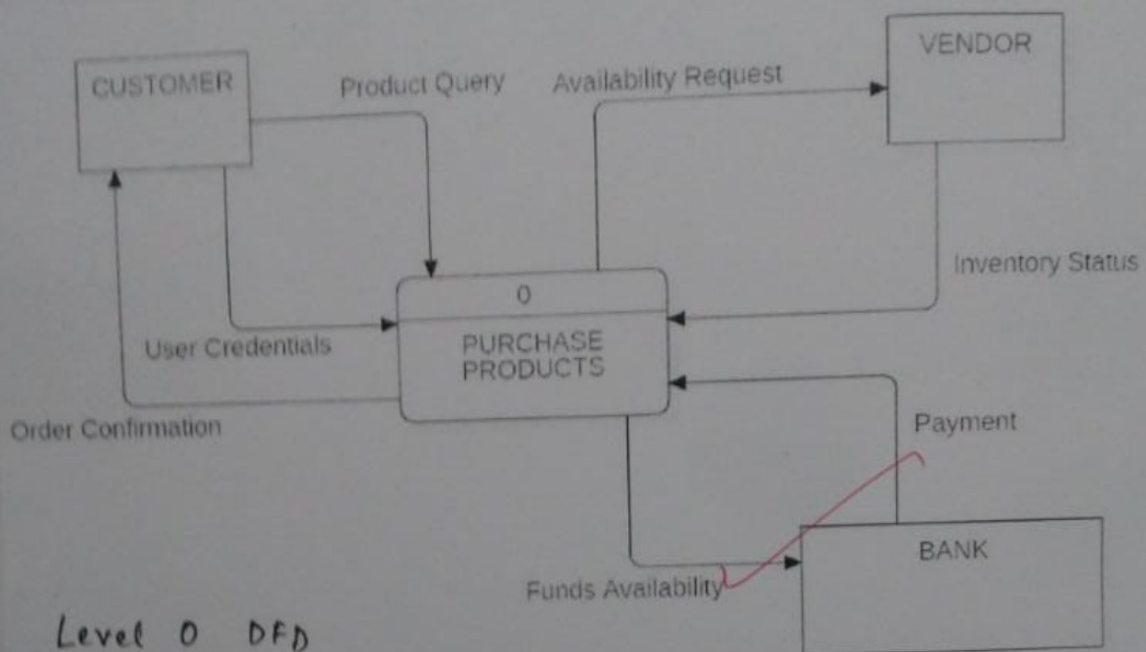 VENDOR
CUSTOMER
Product Query
Availability Request
Inventory Status
0
PURCHASE
PRODUCTS
User Credentials
Order Confirmation
Payment
BANK
Funds Availability
Level 0 DFD